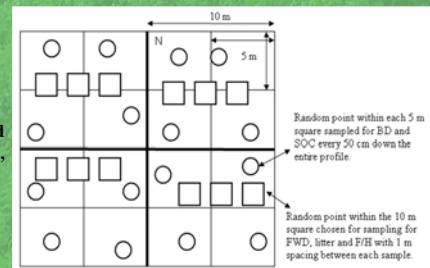 10 m
N
5 m
Random point within each 5 m
square sampled for BD and
SOC every 50 cm down the
entire profile.
Random point within the 10 m
square chosen for sampling for
FWD, litter and F/H with 1 m
spacing between each sample.